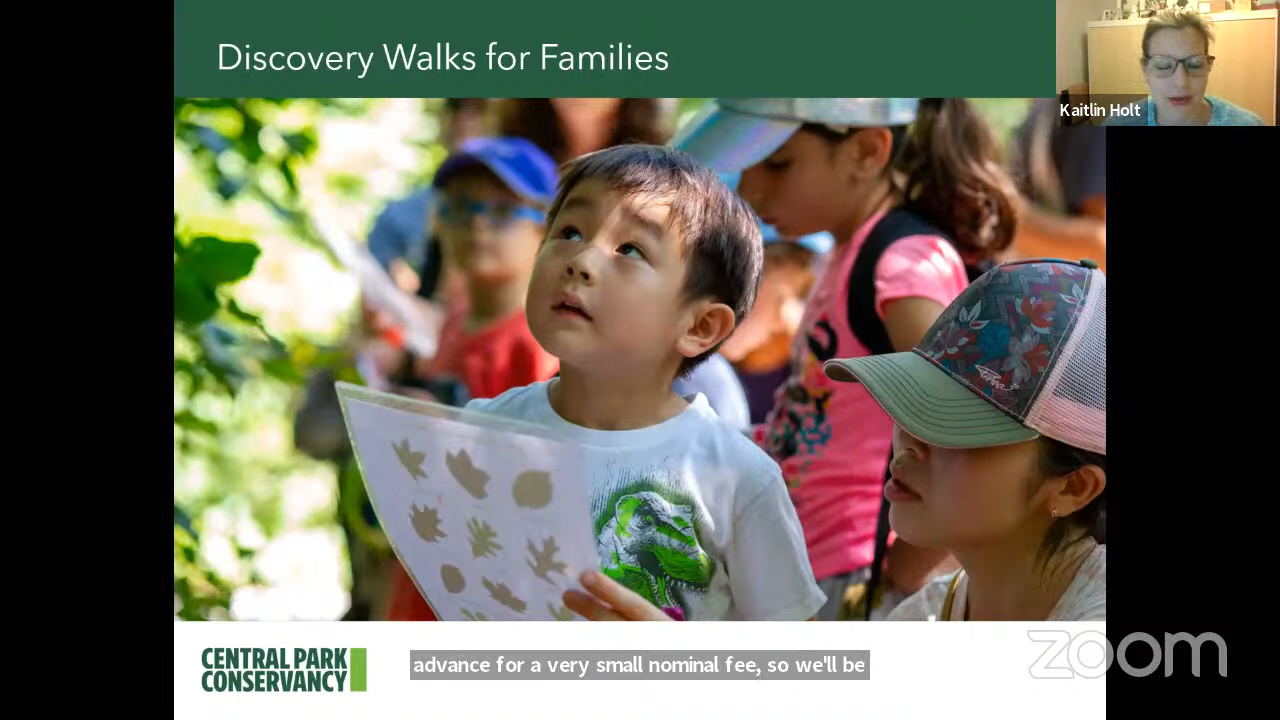 Discovery Walks for Families
Kaitlin Holt
CENTRAL PARK
CONSERVANCY
advance for a very small nominal fee, so we'll be
zoom